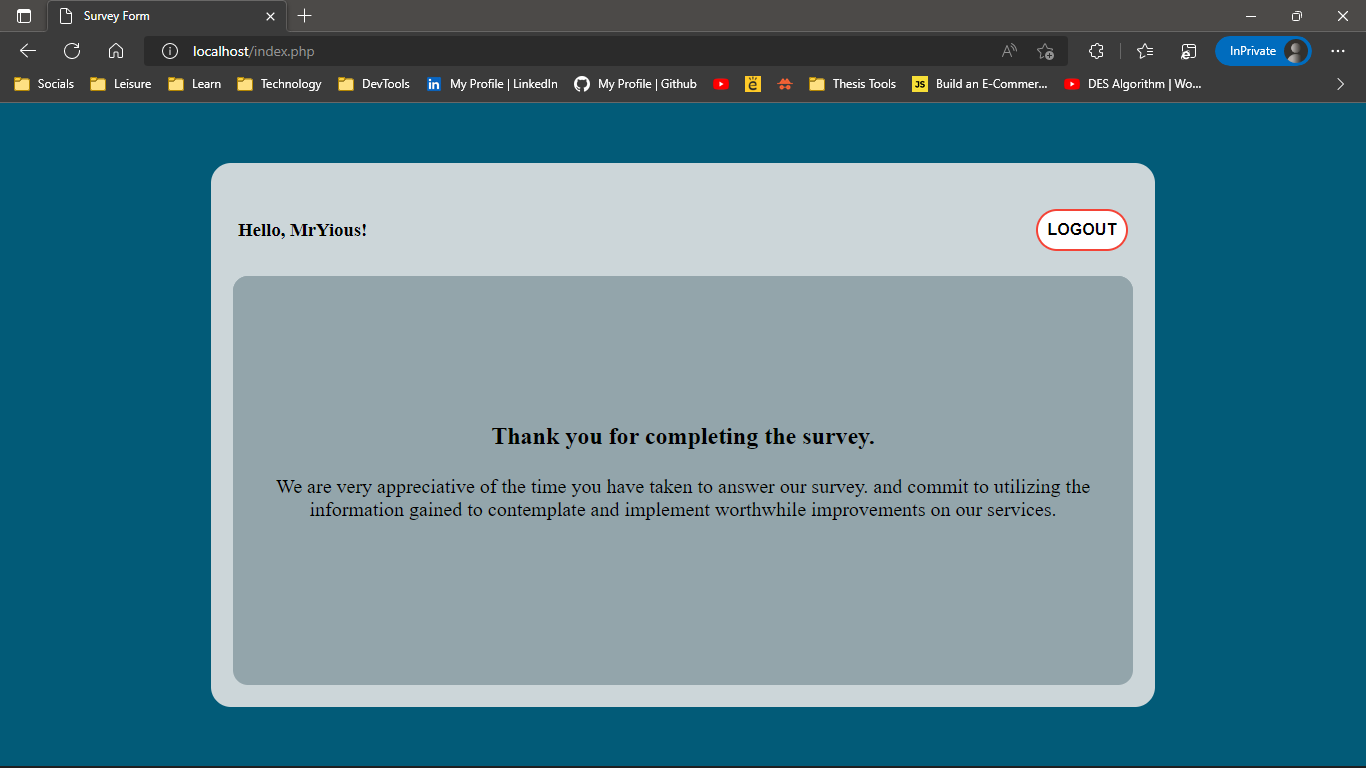 Survey Form
localhost/index.php
InPrivate
Socials Leisure Learn Technology DevTools in My Profile | LinkedIn My Profile | Github ė Thesis Tools JS Build an E-Commer... DES Algorithm | Wo...
Hello, MrYious!
LOGOUT
Thank you for completing the survey.
We are very appreciative of the time you have taken to answer our survey. and commit to utilizing the
information gained to contemplate and implement worthwhile improvements on our services.